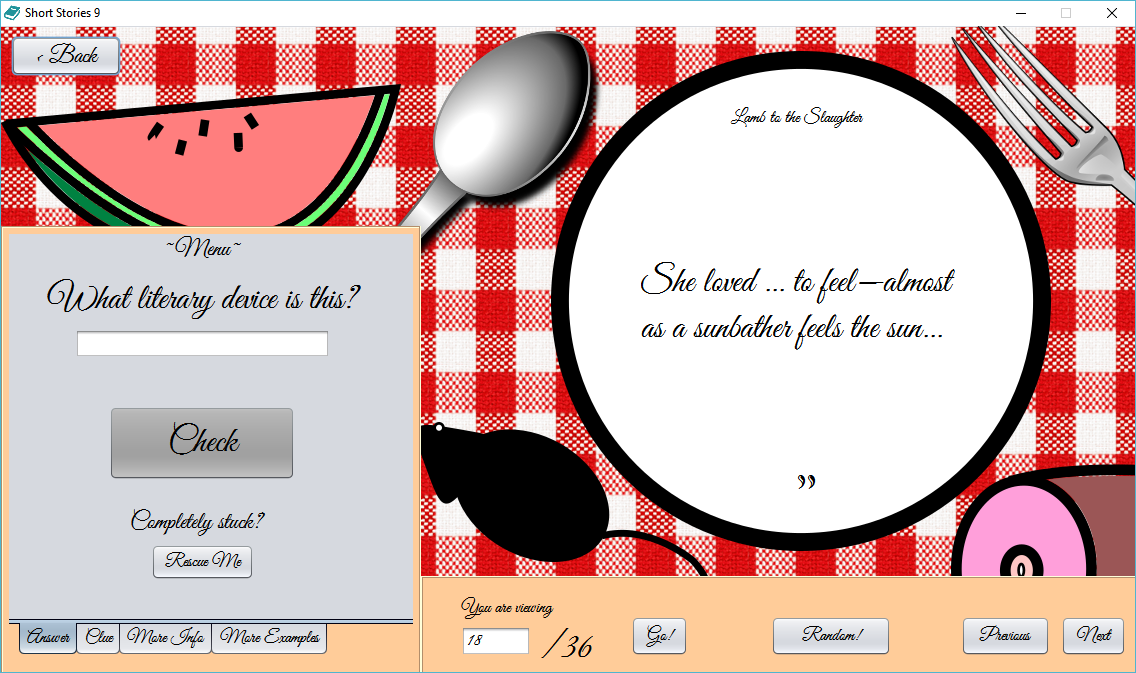 Short Stories 9
< Back
Lamb to the Slaughter
She loved ... to feel—almost
as a sunbather feels the sun...
”
~Menu~
What literary device is this?
Check
Completely stuck?
Rescue Me
Answer
Clue
More Info
More Examples
You are viewing
18
/36
Go!
Random!
Previous
Next